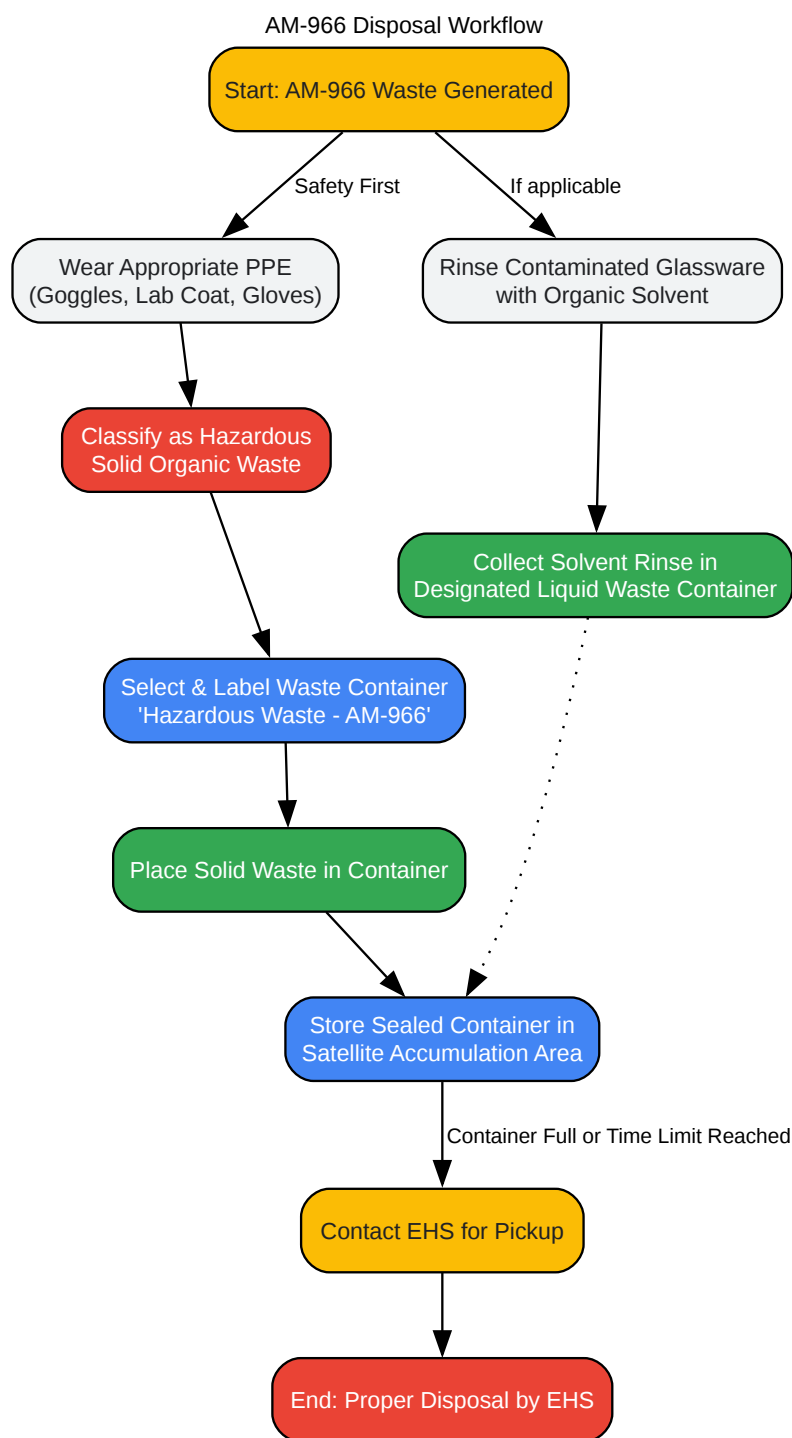 AM-966 Disposal Workflow
Start: AM-966 Waste Generated
Safety First
If applicable
Wear Appropriate PPE
(Goggles, Lab Coat, Gloves)
Rinse Contaminated Glassware
with Organic Solvent
Classify as Hazardous
Solid Organic Waste
Collect Solvent Rinse in
Designated Liquid Waste Container
Select & Label Waste Container
'Hazardous Waste - AM-966'
Place Solid Waste in Container
Store Sealed Container in
Satellite Accumulation Area
Container Full or Time Limit Reached
Contact EHS for Pickup
End: Proper Disposal by EHS